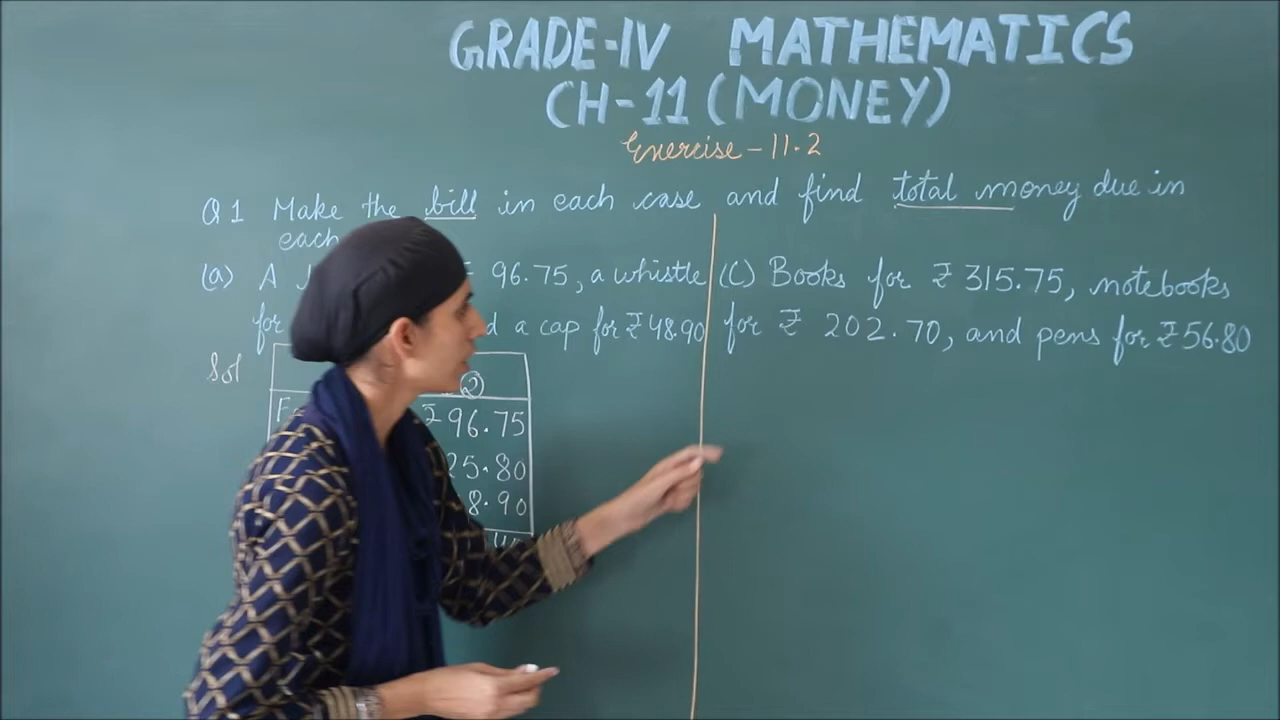 GRADE-IV MATHEMATICS
CH-11 (MONEY)
Exercise - 11.2
Q1 Make the bill in each case and find total money due in
each
(a) A ₹ 96.75, a whistle
for a cap for ₹48.90
Sol
②
₹96.75
25.80
8.90
(C) Books for ₹ 315.75, notebooks
for ₹ 202.70, and pens for ₹56.80